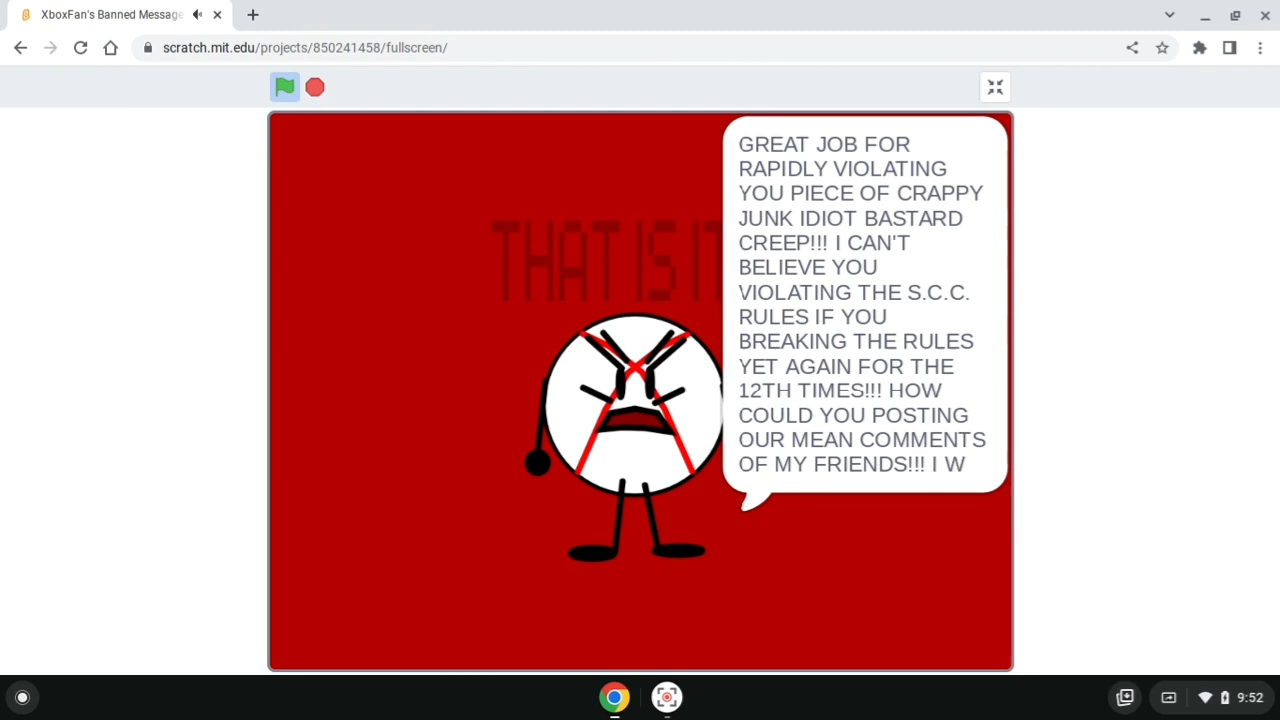 XboxFan's Banned Message
scratch.mit.edu/projects/850241458/fullscreen/
THAT IS IT
GREAT JOB FOR
RAPIDLY VIOLATING
YOU PIECE OF CRAPPY
JUNK IDIOT BASTARD
CREEP!!! I CAN'T
BELIEVE YOU
VIOLATING THE S.C.C.
RULES IF YOU
BREAKING THE RULES
YET AGAIN FOR THE
12TH TIMES!!! HOW
COULD YOU POSTING
OUR MEAN COMMENTS
OF MY FRIENDS!!! I W
9:52